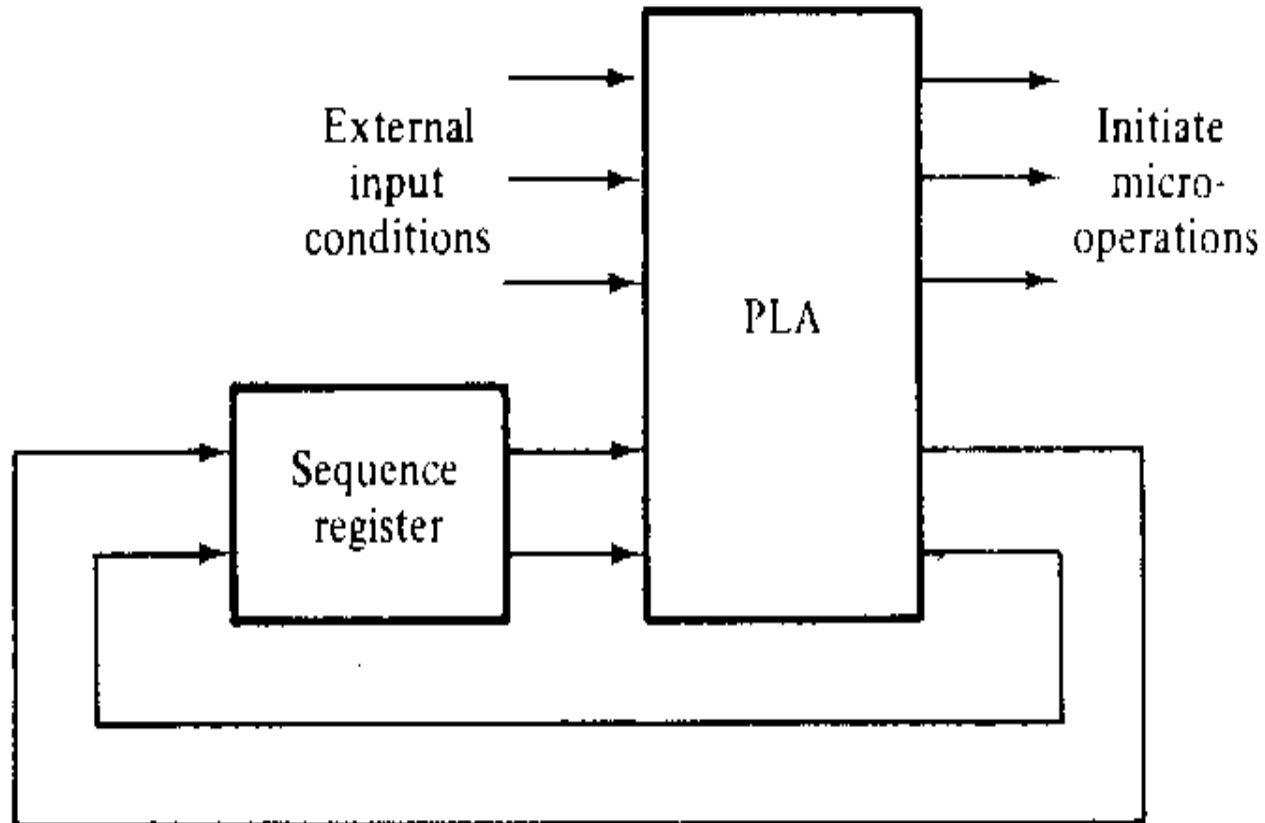 External
input
conditions
Initiate
micro-
operations
PLA
Sequence
register